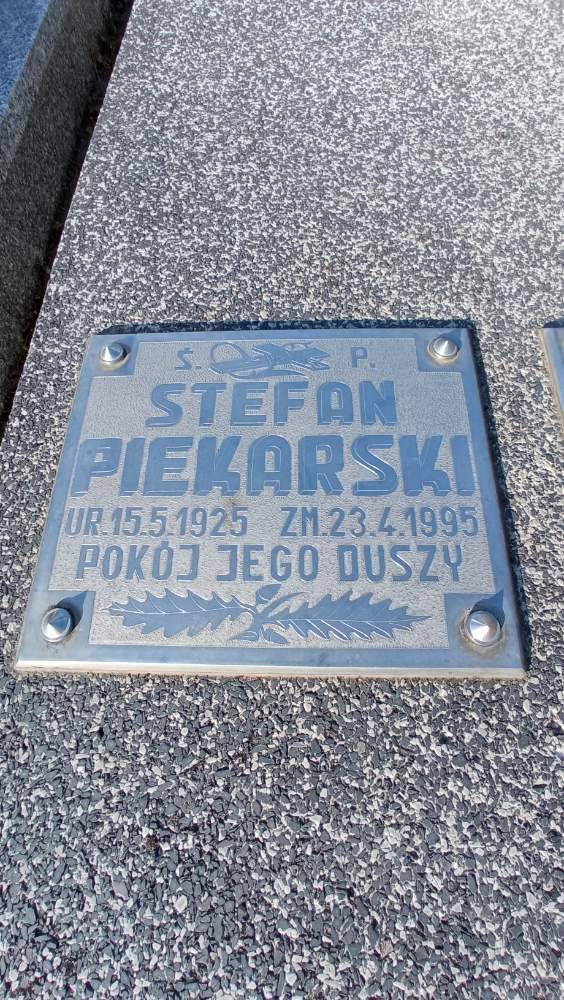 Ś. P.
STEFAN
PIEKARSKI
UR.15.5.1925 ZM.23.4.1995
POKÓJ JEGO DUSZY